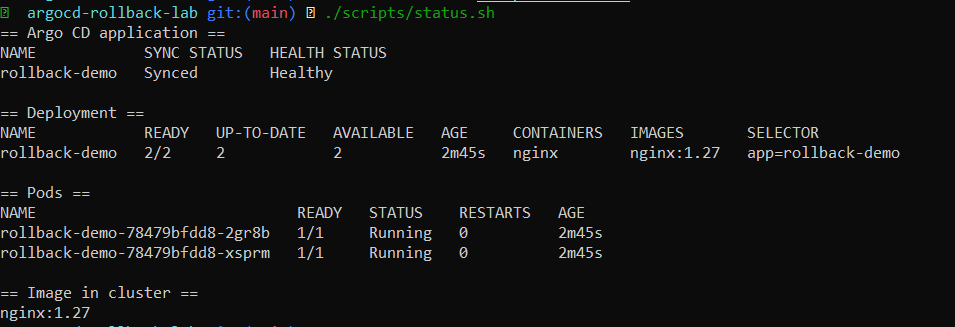 argocd-rollback-lab git:(main) ./scripts/status.sh
== Argo CD application ==
NAME SYNC STATUS HEALTH STATUS
rollback-demo Synced Healthy
== Deployment ==
NAME READY UP-TO-DATE AVAILABLE AGE CONTAINERS IMAGES SELECTOR
rollback-demo 2/2 2 2 2m45s nginx nginx:1.27 app=rollback-demo
== Pods ==
NAME READY STATUS RESTARTS AGE
rollback-demo-78479bfdd8-2gr8b 1/1 Running 0 2m45s
rollback-demo-78479bfdd8-xsprm 1/1 Running 0 2m45s
== Image in cluster ==
nginx:1.27